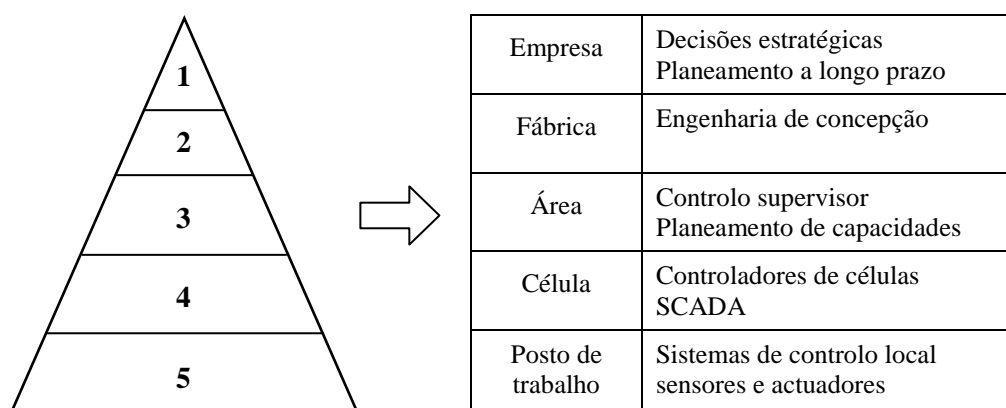 1
2
3
4
5
Empresa
Decisões estratégicas
Planeamento a longo prazo
Fábrica
Engenharia de concepção
Área
Controlo supervisor
Planeamento de capacidades
Célula
Controladores de células
SCADA
Posto de
trabalho
Sistemas de controlo local
sensores e actuadores